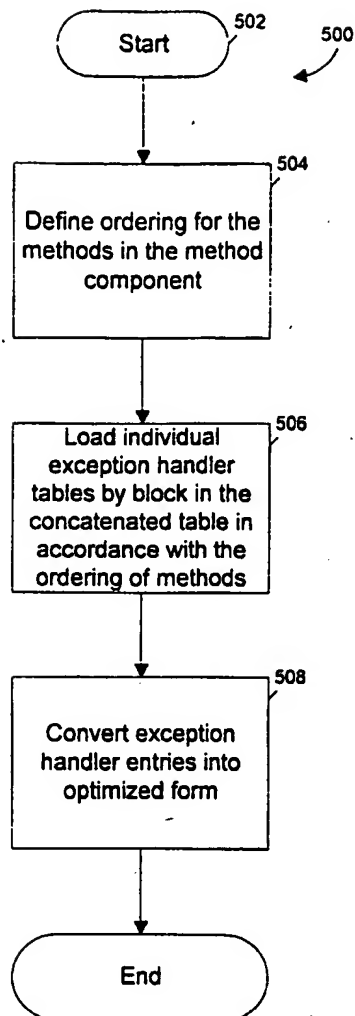 Start
502
500
504
Define ordering for the
methods in the method
component
506
Load individual
exception handler
tables by block in the
concatenated table in
accordance with the
ordering of methods
508
Convert exception
handler entries into
optimized form
End